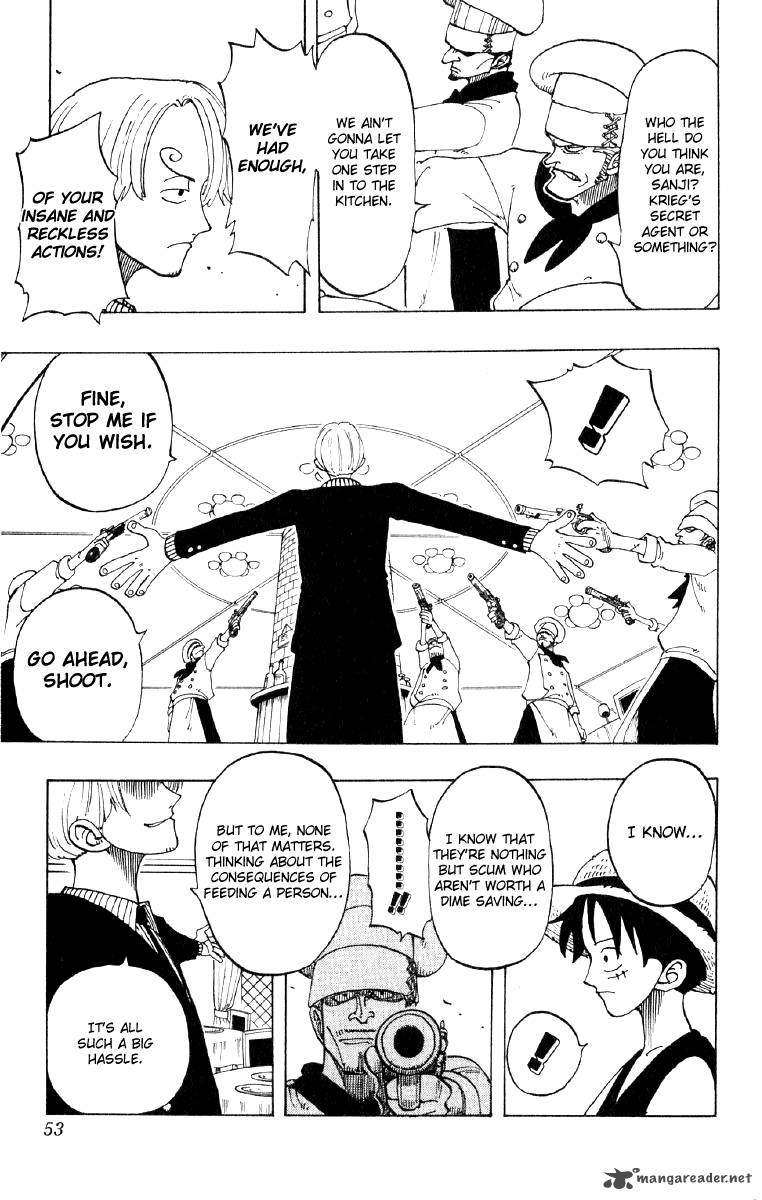 WHO THE
HELL DO
YOU THINK
YOU ARE,
SANJI?
KRIEG'S
SECRET
AGENT OR
SOMETHING?
WE AIN'T
GONNA LET
YOU TAKE
ONE STEP
IN TO THE
KITCHEN.
WE'VE
HAD
ENOUGH,
OF YOUR
INSANE AND
RECKLESS
ACTIONS!
!
FINE,
STOP ME IF
YOU WISH.
GO AHEAD,
SHOOT.
I KNOW...
!
I KNOW THAT
THEY'RE NOTHING
BUT SCUM WHO
AREN'T WORTH A
DIME SAVING...
.........!!
BUT TO ME, NONE
OF THAT MATTERS.
THINKING ABOUT THE
CONSEQUENCES OF
FEEDING A PERSON...
IT'S ALL
SUCH A BIG
HASSLE.
53
mangareader.net